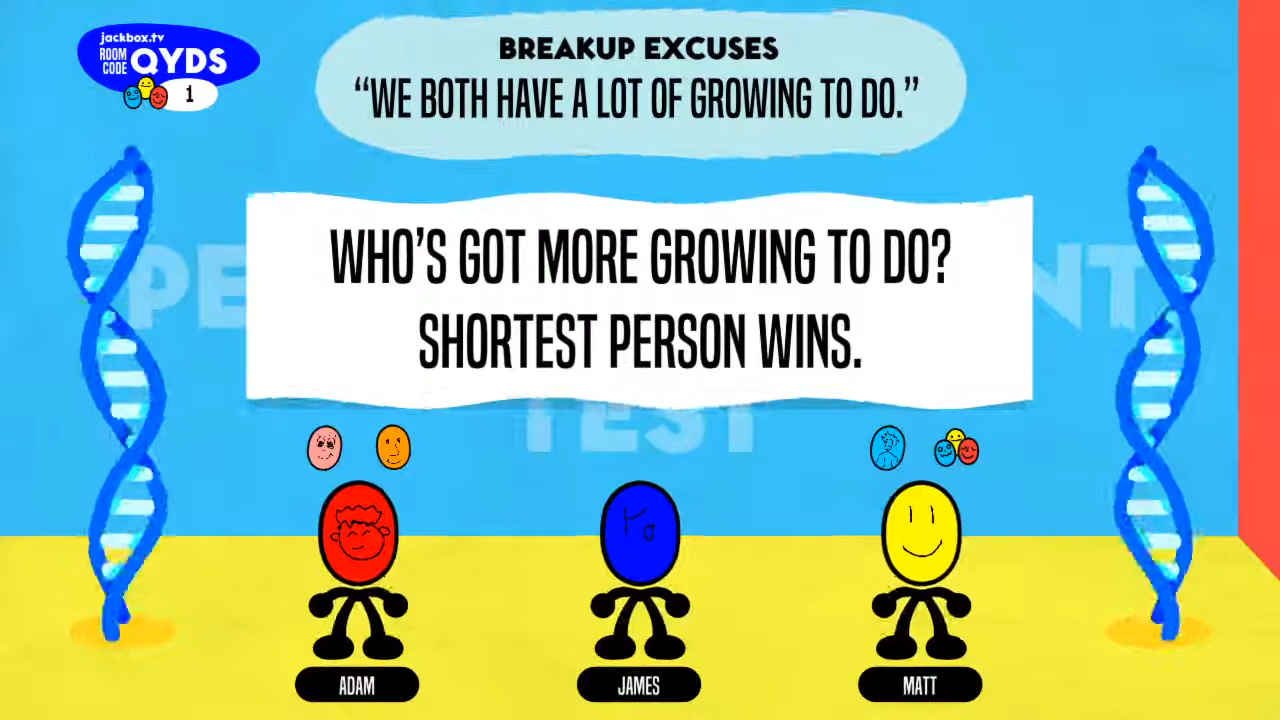 jackbox.tv
ROOM
CODE
QYDS
1
BREAKUP EXCUSES
“WE BOTH HAVE A LOT OF GROWING TO DO.”
WHO’S GOT MORE GROWING TO DO?
SHORTEST PERSON WINS.
TEST
ADAM
JAMES
MATT